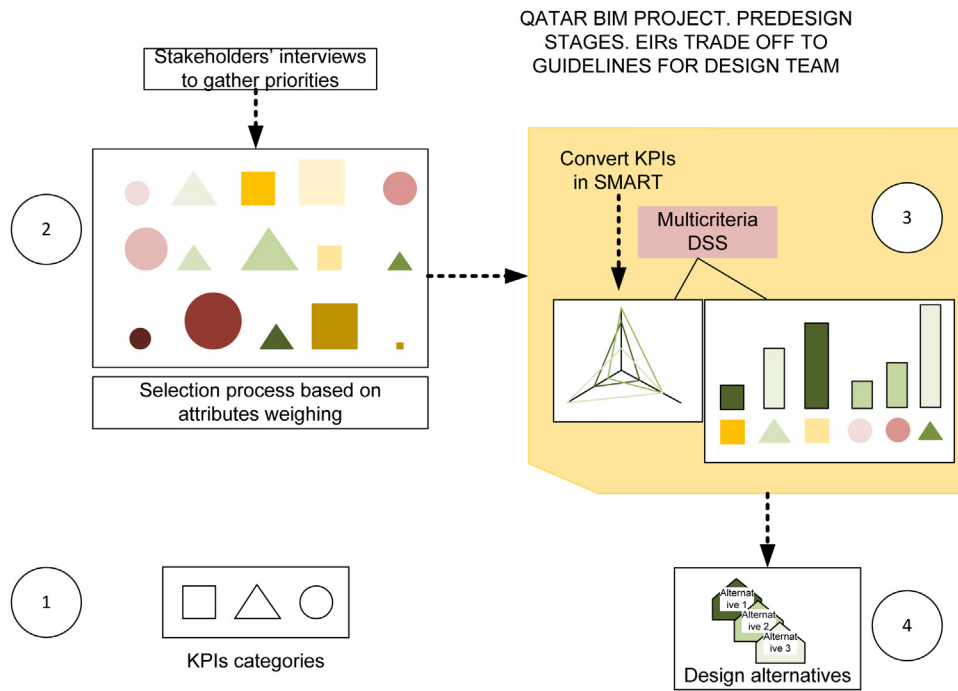 QATAR BIM PROJECT. PREDESIGN
STAGES. EIRs TRADE OFF TO
GUIDELINES FOR DESIGN TEAM
Stakeholders' interviews
to gather priorities
2
Selection process based on
attributes weighing
Convert KPIs
in SMART
3
Multicriteria
DSS
1
KPIs categories
Alternat
ive 1
Alternat
ive 2
Alternat
ive 3
4
Design alternatives